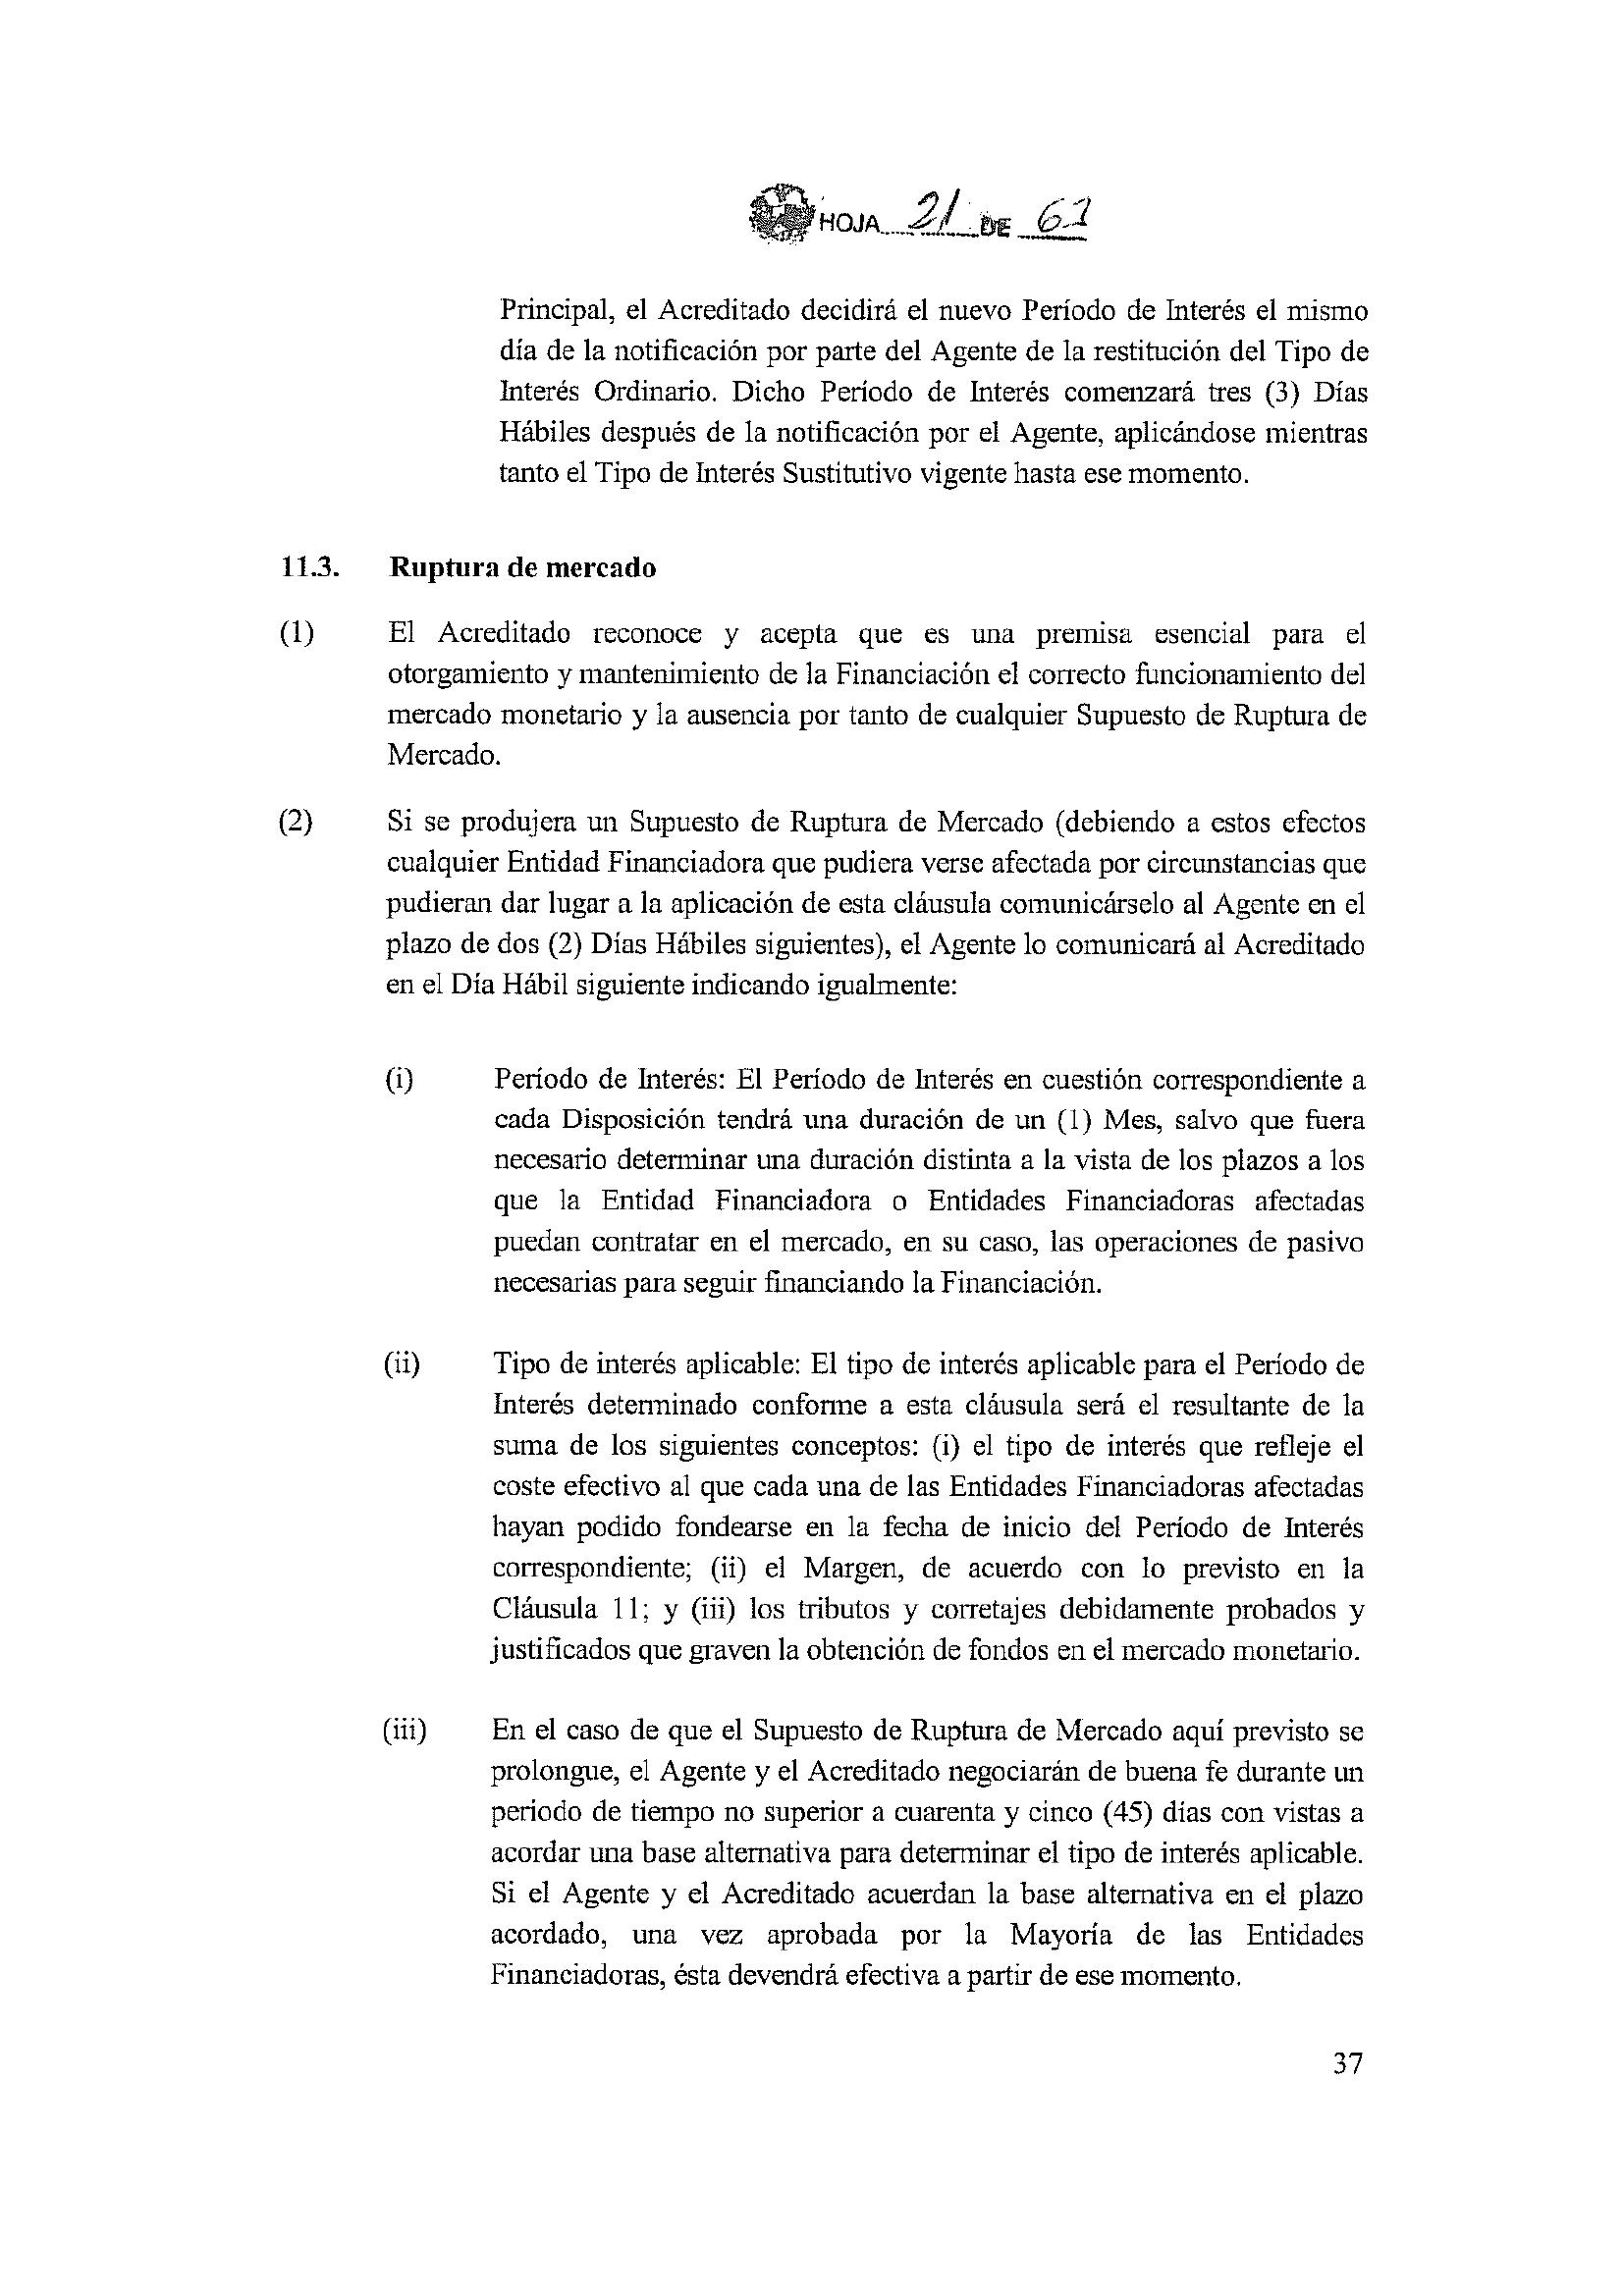 HOJA 21 DE 61
Principal, el Acreditado decidirá el nuevo Período de Interés el mismo
día de la notificación por parte del Agente de la restitución del Tipo de
Interés Ordinario. Dicho Período de Interés comenzará tres (3) Días
Hábiles después de la notificación por el Agente, aplicándose mientras
tanto el Tipo de Interés Sustitutivo vigente hasta ese momento.
11.3. Ruptura de mercado
(1) El Acreditado reconoce y acepta que es una premisa esencial para el
otorgamiento y mantenimiento de la Financiación el correcto funcionamiento del
mercado monetario y la ausencia por tanto de cualquier Supuesto de Ruptura de
Mercado.
(2) Si se produjera un Supuesto de Ruptura de Mercado (debiendo a estos efectos
cualquier Entidad Financiadora que pudiera verse afectada por circunstancias que
pudieran dar lugar a la aplicación de esta cláusula comunicárselo al Agente en el
plazo de dos (2) Días Hábiles siguientes), el Agente lo comunicará al Acreditado
en el Día Hábil siguiente indicando igualmente:
(i) Período de Interés: El Período de Interés en cuestión correspondiente a
cada Disposición tendrá una duración de un (1) Mes, salvo que fuera
necesario determinar una duración distinta a la vista de los plazos a los
que la Entidad Financiadora o Entidades Financiadoras afectadas
puedan contratar en el mercado, en su caso, las operaciones de pasivo
necesarias para seguir financiando la Financiación.
(ii) Tipo de interés aplicable: El tipo de interés aplicable para el Período de
Interés determinado conforme a esta cláusula será el resultante de la
suma de los siguientes conceptos: (i) el tipo de interés que refleje el
coste efectivo al que cada una de las Entidades Financiadoras afectadas
hayan podido fondearse en la fecha de inicio del Período de Interés
correspondiente; (ii) el Margen, de acuerdo con lo previsto en la
Cláusula 11; y (iii) los tributos y corretajes debidamente probados y
justificados que graven la obtención de fondos en el mercado monetario.
(iii) En el caso de que el Supuesto de Ruptura de Mercado aquí previsto se
prolongue, el Agente y el Acreditado negociarán de buena fe durante un
periodo de tiempo no superior a cuarenta y cinco (45) días con vistas a
acordar una base alternativa para determinar el tipo de interés aplicable.
Si el Agente y el Acreditado acuerdan la base alternativa en el plazo
acordado, una vez aprobada por la Mayoría de las Entidades
Financiadoras, ésta devendrá efectiva a partir de ese momento.
37